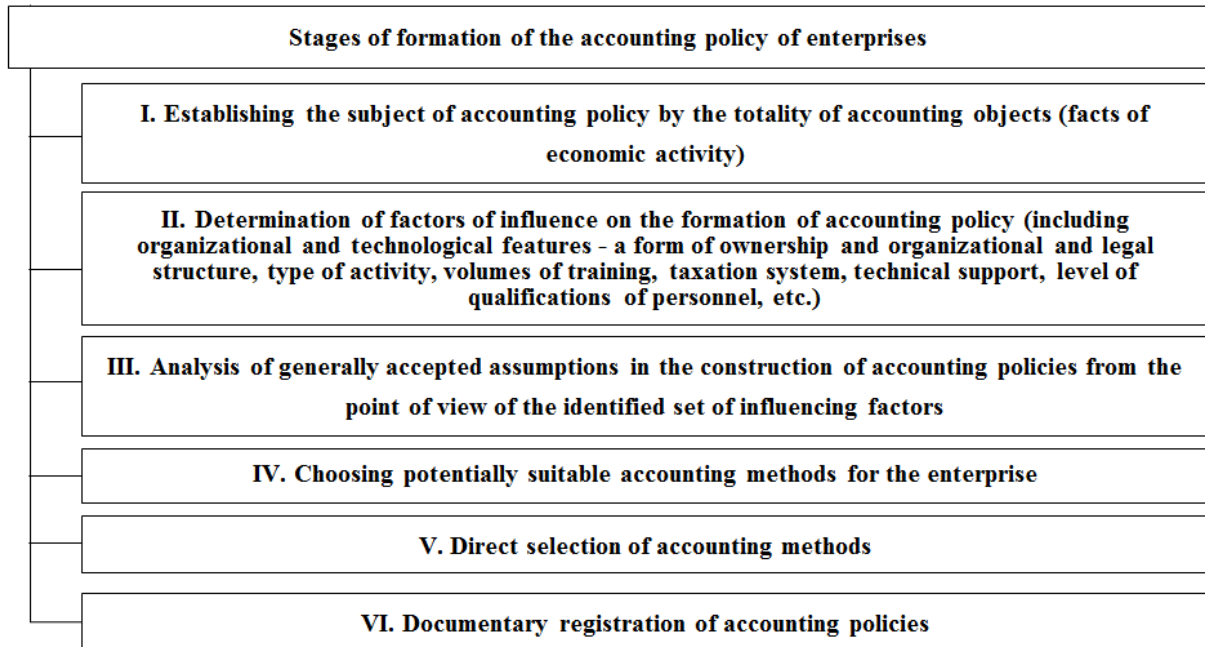 Stages of formation of the accounting policy of enterprises
I. Establishing the subject of accounting policy by the totality of accounting objects (facts of
economic activity)
II. Determination of factors of influence on the formation of accounting policy (including
organizational and technological features - a form of ownership and organizational and legal
structure, type of activity, volumes of training, taxation system, technical support, level of
qualifications of personnel, etc.)
III. Analysis of generally accepted assumptions in the construction of accounting policies from the
point of view of the identified set of influencing factors
IV. Choosing potentially suitable accounting methods for the enterprise
V. Direct selection of accounting methods
VI. Documentary registration of accounting policies